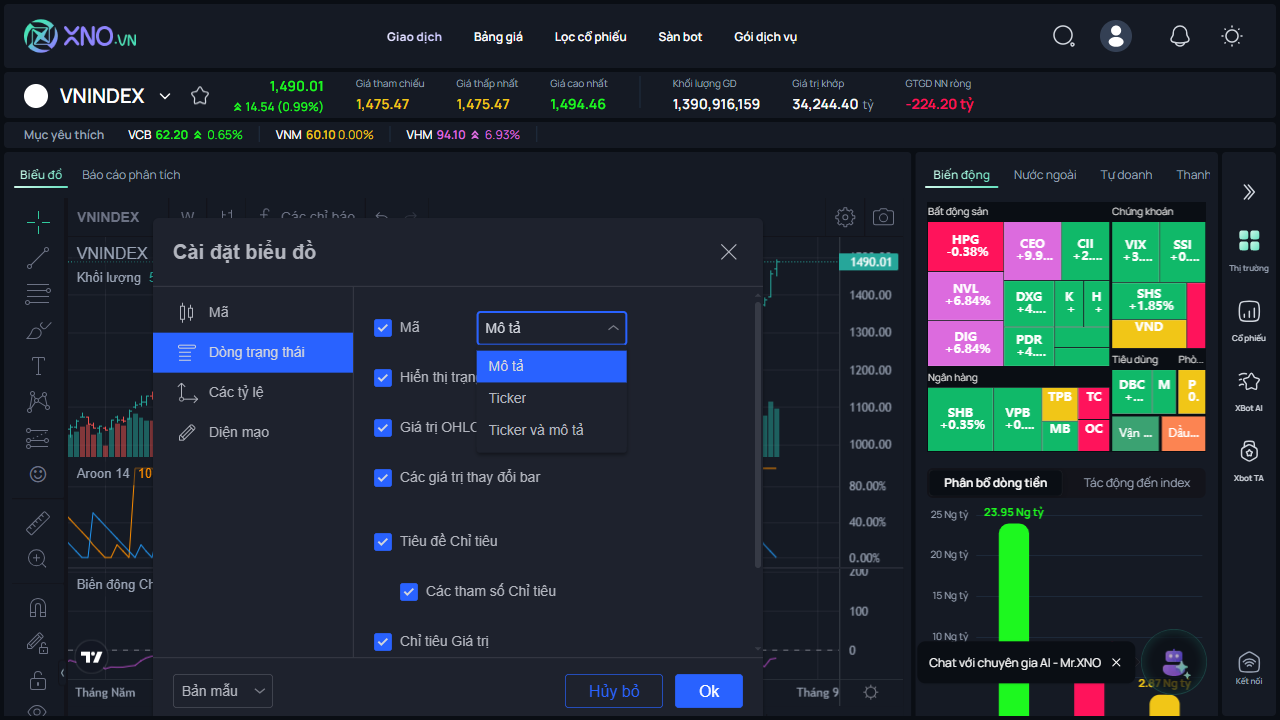 XNO.VN
Giao dịch
Bảng giá
Lọc cổ phiếu
Sàn bot
Gói dịch vụ
VNINDEX
1,490.01
14.54 (0.99%)
Giá tham chiếu
1,475.47
Giá thấp nhất
1,475.47
Giá cao nhất
1,494.46
Khối lượng GD
1,390,916,159
Giá trị khớp
34,244.40 tỷ
GTGD NN ròng
-224.20 tỷ
Mục yêu thích
VCB 62.20 0.65%
VNM 60.10 0.00%
VHM 94.10 6.93%
Biểu đồ
Báo cáo phân tích
VNINDEX
W
Các chỉ báo
VNINDEX
Khối lượng
Aroon 14
Biến động Ch
Tháng Năm
Tháng 9
1490.01
1400.00
1300.00
1200.00
1100.00
1000.00
80.00%
40.00%
0.00%
200
100
0
Cài đặt biểu đồ
Mã
Dòng trạng thái
Các tỷ lệ
Diện mạo
Mã
Mô tả
Mô tả
Ticker
Ticker và mô tả
Hiển thị trạn
Giá trị OHLC
Các giá trị thay đổi bar
Tiêu đề Chỉ tiêu
Các tham số Chỉ tiêu
Chỉ tiêu Giá trị
Bản mẫu
Hủy bỏ
Ok
Biến động
Nước ngoài
Tự doanh
Thanh
Bất động sản
HPG
-0.38%
CEO
+9.9...
CII
+2....
NVL
+6.84%
DXG
+4....
K
+
H
+
DIG
+6.84%
PDR
+4....
Chứng khoán
VIX
+3....
SSI
+0....
SHS
+1.85%
VND
Ngân hàng
SHB
+0.35%
VPB
+0....
TPB
TC
MB
OC
Tiêu dùng
DBC
+...
M
Phò...
P
0.
Vận ...
Dầu...
Phân bổ dòng tiền
Tác động đến index
25 Ng tỷ
20 Ng tỷ
15 Ng tỷ
10 Ng tỷ
23.95 Ng tỷ
2.87 Ng tỷ
Chat với chuyên gia AI - Mr.XNO
Thị trường
Cổ phiếu
XBot AI
Xbot TA
Kết nối